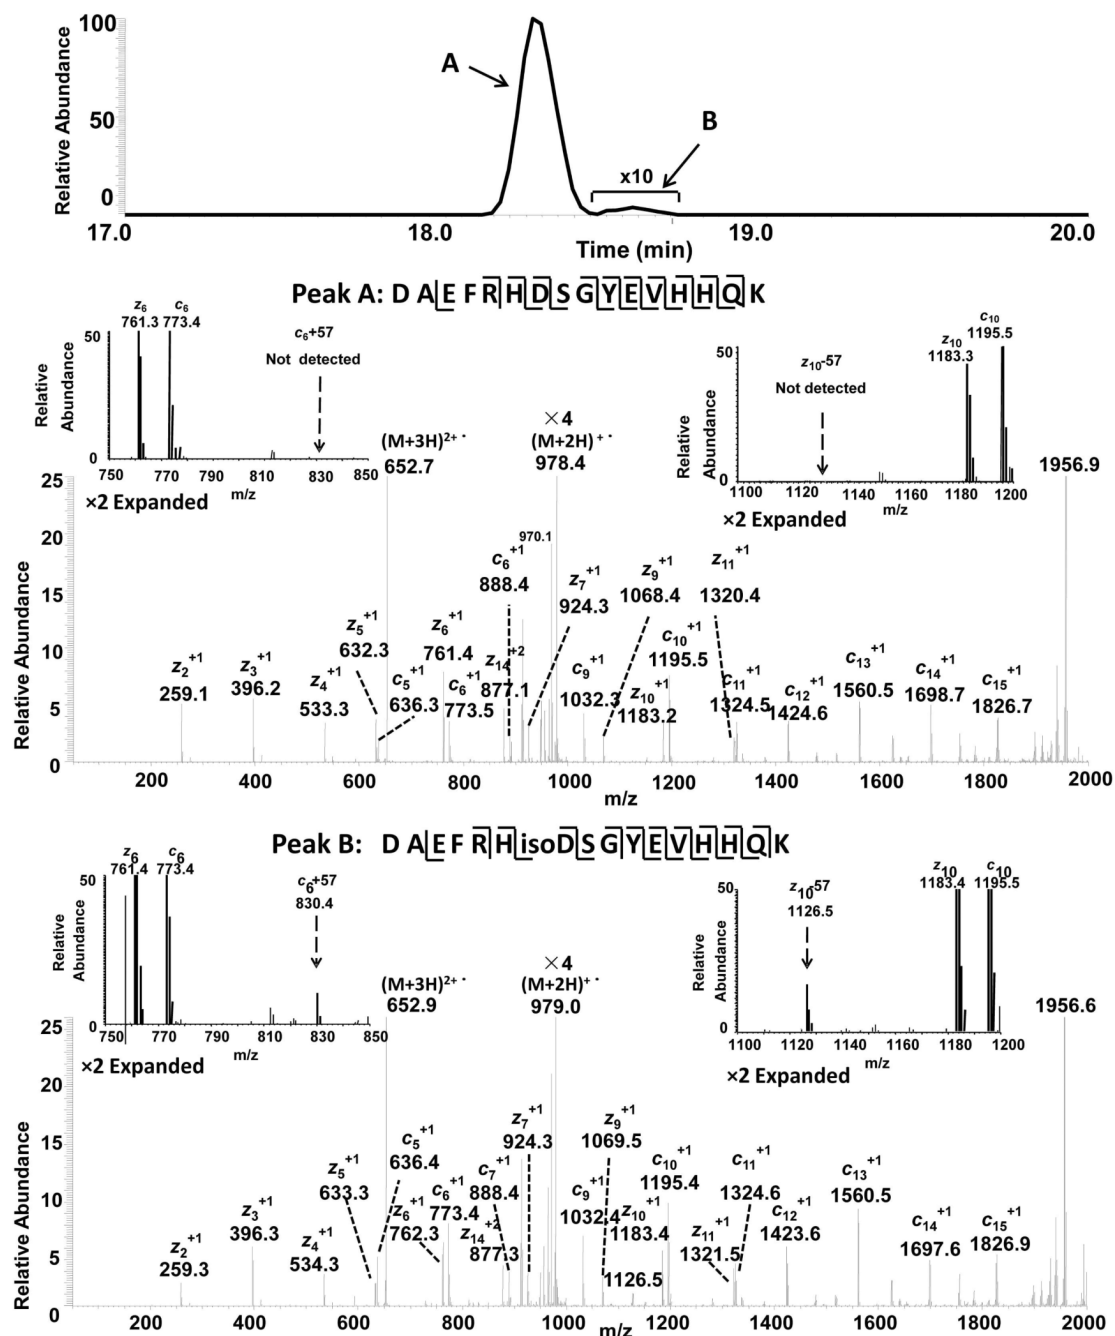 Relative Abundance
100
50
0
A
B
x10
17.0 18.0 19.0 20.0
Time (min)
Peak A: D A E F R H D S G Y E V H H Q K
z6 c6
761.3 773.4
c6+57
Not detected
50
0
Relative Abundance
750 770 790 813 830 850
m/z
×2 Expanded
c10
1195.5
z10
1183.3
z10-57
Not detected
50
0
Relative Abundance
1100 1120 1140 1160 1180 1200
m/z
×2 Expanded
×4
(M+3H)2+·
652.7
(M+2H)+·
978.4
1956.9
970.1
Relative Abundance
25
20
15
10
5
0
z2+1
259.1
z3+1
396.2
z4+1
533.3
z5+1
632.3
c5+1
636.3
z6+1
761.4
c6+1
773.5
z14+2
877.1
c6+1
888.4
z7+1
924.3
c9+1
1032.3
z9+1
1068.4
z10+1
1183.2
c10+1
1195.5
z11+1
1320.4
c11+1
1324.5
c12+1
1424.6
c13+1
1560.5
c14+1
1698.7
c15+1
1826.7
200 400 600 800 1000 1200 1400 1600 1800 2000
m/z
Peak B: D A E F R H isoD S G Y E V H H Q K
z6 c6
761.4 773.4
c6+57
830.4
50
0
Relative Abundance
750 770 790 810 830 850
m/z
×2 Expanded
z10 c10
1183.4 1195.5
z10-57
1126.5
50
0
Relative Abundance
1100 1120 1140 1160 1180 1200
m/z
×2 Expanded
×4
(M+3H)2+·
652.9
(M+2H)+·
979.0
1956.6
Relative Abundance
25
20
15
10
5
0
z2+1
259.3
z3+1
396.3
z4+1
534.3
z5+1
633.3
c5+1
636.4
z6+1
762.3
c6+1
773.4
z14+2
877.3
c7+1
888.4
z7+1
924.3
c9+1
1032.4
z9+1
1069.5
1126.5
z10+1
1183.4
c10+1
1195.4
z11+1
1321.5
c11+1
1324.6
c12+1
1423.6
c13+1
1560.5
c14+1
1697.6
c15+1
1826.9
200 400 600 800 1000 1200 1400 1600 1800 2000
m/z